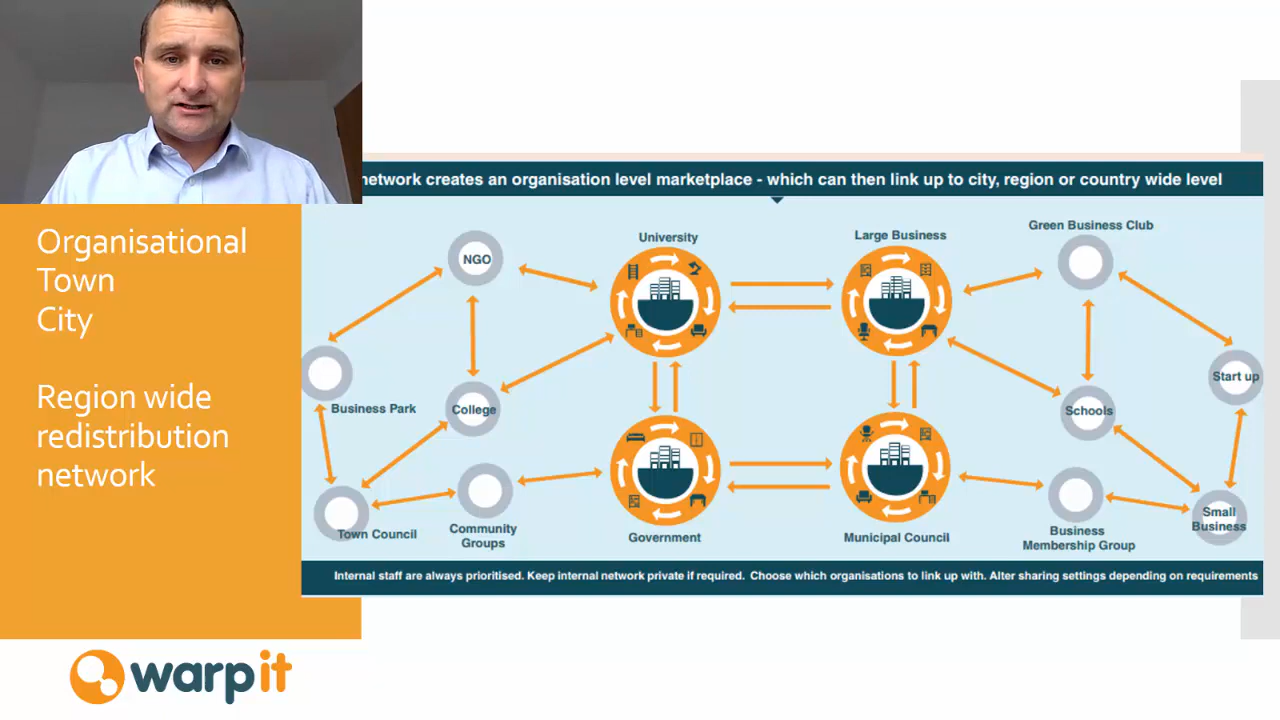 network creates an organisation level marketplace - which can then link up to city, region or country wide level
Organisational
Town
City
Region wide
redistribution
network
NGO
University
Large Business
Green Business Club
Business Park
College
Schools
Start up
Town Council
Community
Groups
Government
Municipal Council
Business
Membership Group
Small
Business
Internal staff are always prioritised. Keep internal network private if required. Choose which organisations to link up with. Alter sharing settings depending on requirements
warpit